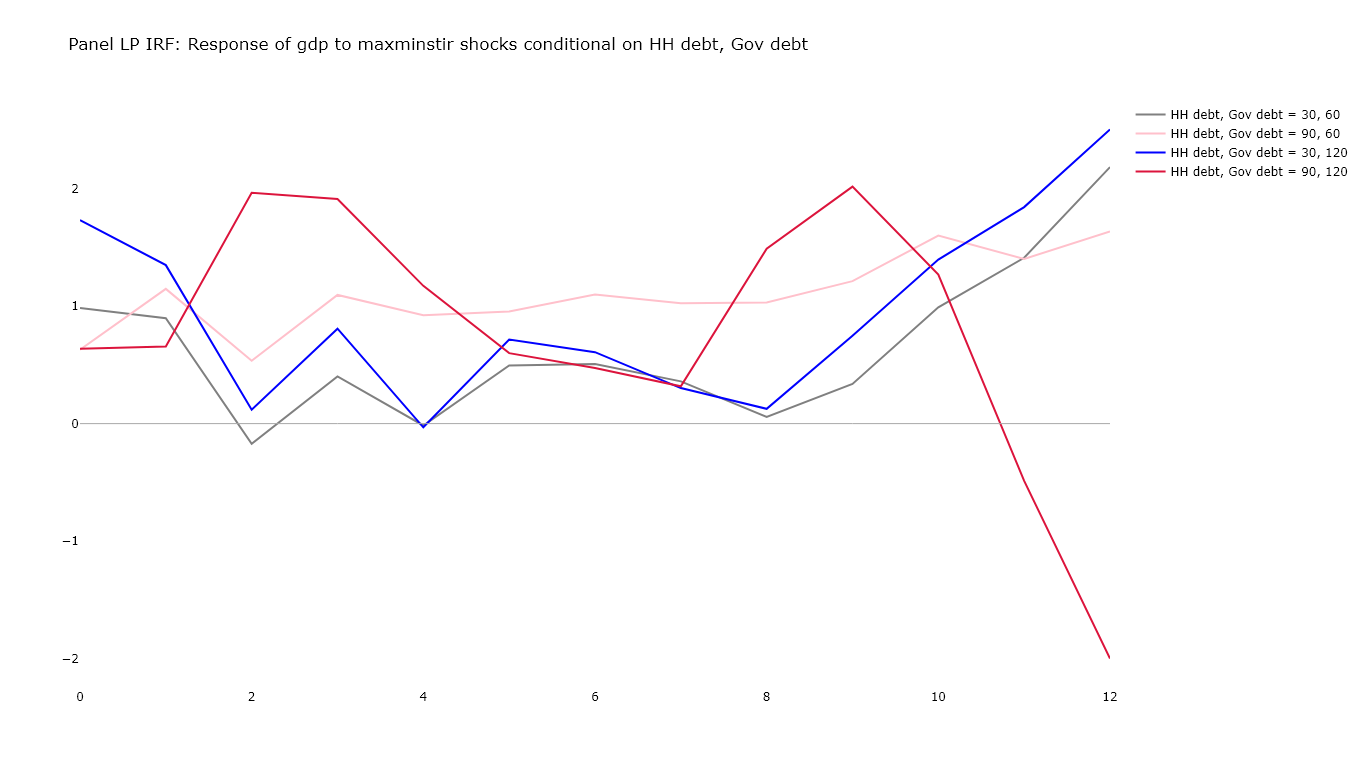 Panel LP IRF: Response of gdp to maxminstir shocks conditional on HH debt, Gov debt
HH debt, Gov debt = 30, 60
HH debt, Gov debt = 90, 60
HH debt, Gov debt = 30, 120
HH debt, Gov debt = 90, 120
2
1
0
−1
−2
0 2 4 6 8 10 12